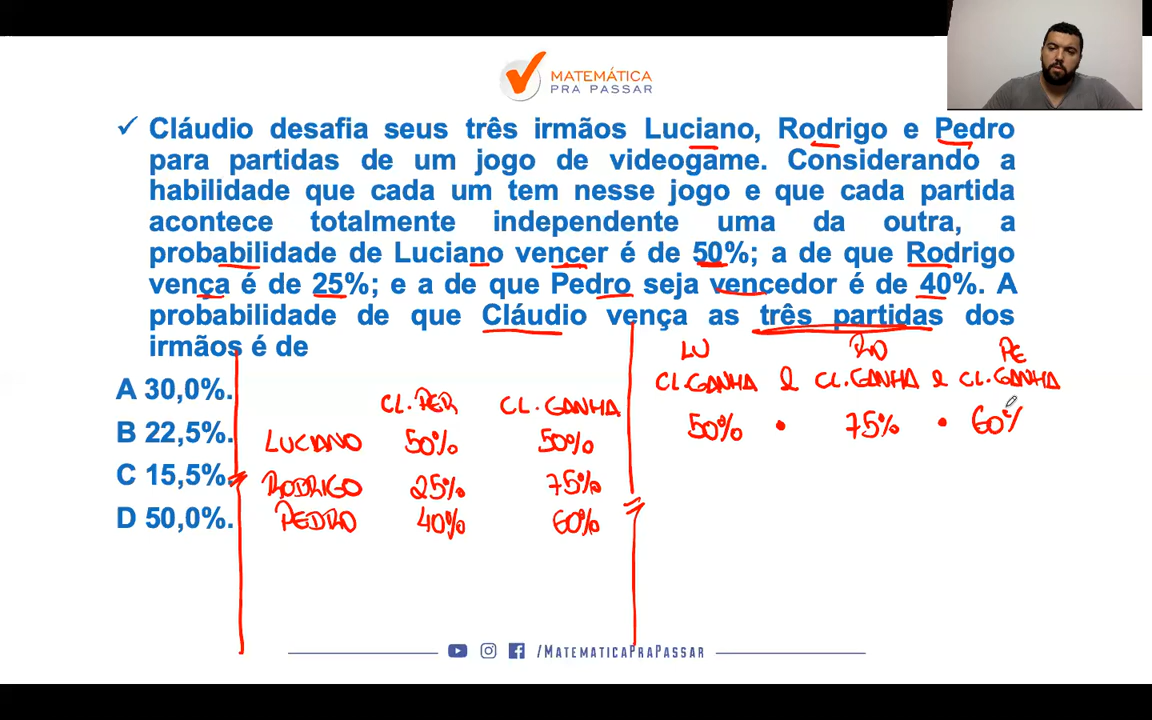 MATEMÁTICA
PRA PASSAR
✓ Cláudio desafia seus três irmãos Luciano, Rodrigo e Pedro
para partidas de um jogo de videogame. Considerando a
habilidade que cada um tem nesse jogo e que cada partida
acontece totalmente independente uma da outra, a
probabilidade de Luciano vencer é de 50%; a de que Rodrigo
vença é de 25%; e a de que Pedro seja vencedor é de 40%. A
probabilidade de que Cláudio vença as três partidas dos
irmãos é de
A 30,0%.
B 22,5%.
C 15,5%.
D 50,0%.
CL. PER CL. GANHA
LUCIANO 50% 50%
RODRIGO 25% 75%
PEDRO 40% 60%
LU RO PE
CL. GANHA & CL. GANHA & CL. GANHA
50% • 75% • 60%
/MATEMATICAPRAPASSAR